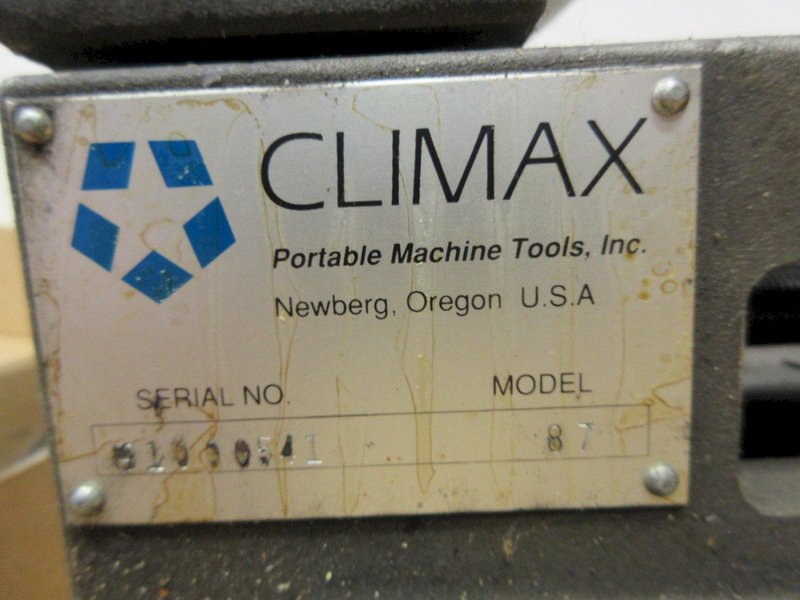 CLIMAX
Portable Machine Tools, Inc.
Newberg, Oregon U.S.A
SERIAL NO. MODEL
87